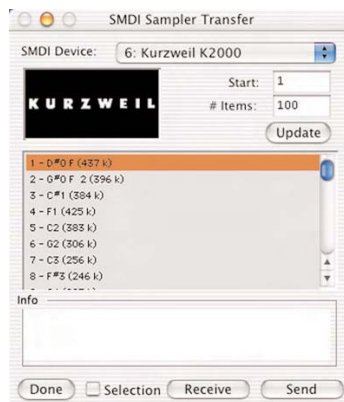 SMDI Sampler Transfer
SMDI Device: 6: Kurzweil K2000
Start: 1
KURZWEIL
# Items: 100
Update
1 - D#0 F (437 k)
2 - G#0 F 2 (396 k)
3 - C#1 (384 k)
4 - F1 (425 k)
5 - C2 (383 k)
6 - G2 (306 k)
7 - C3 (256 k)
8 - F#3 (246 k)
Info
Done Selection Receive Send